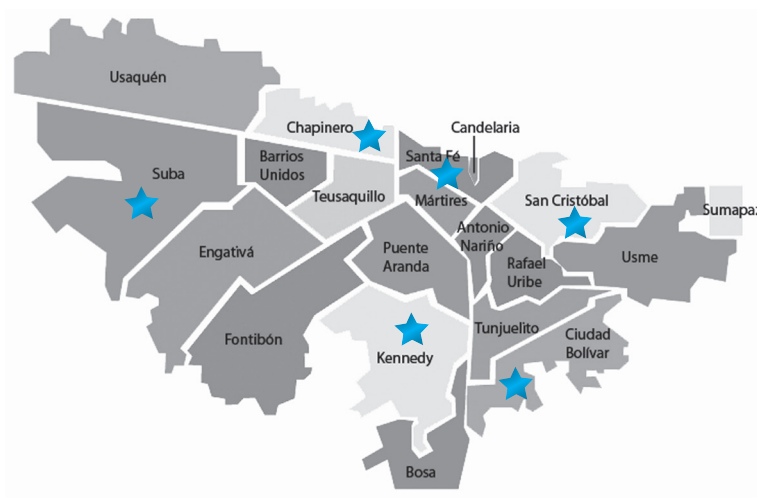 Usaquén
Chapinero
Candelaria
Santa Fé
Barrios
Unidos
Suba
Teusaquillo
Mártires
San Cristóbal
Sumapaz
Antonio
Nariño
Engativá
Puente
Aranda
Rafael
Uribe
Usme
Fontibón
Tunjuelito
Ciudad
Bolívar
Kennedy
Bosa